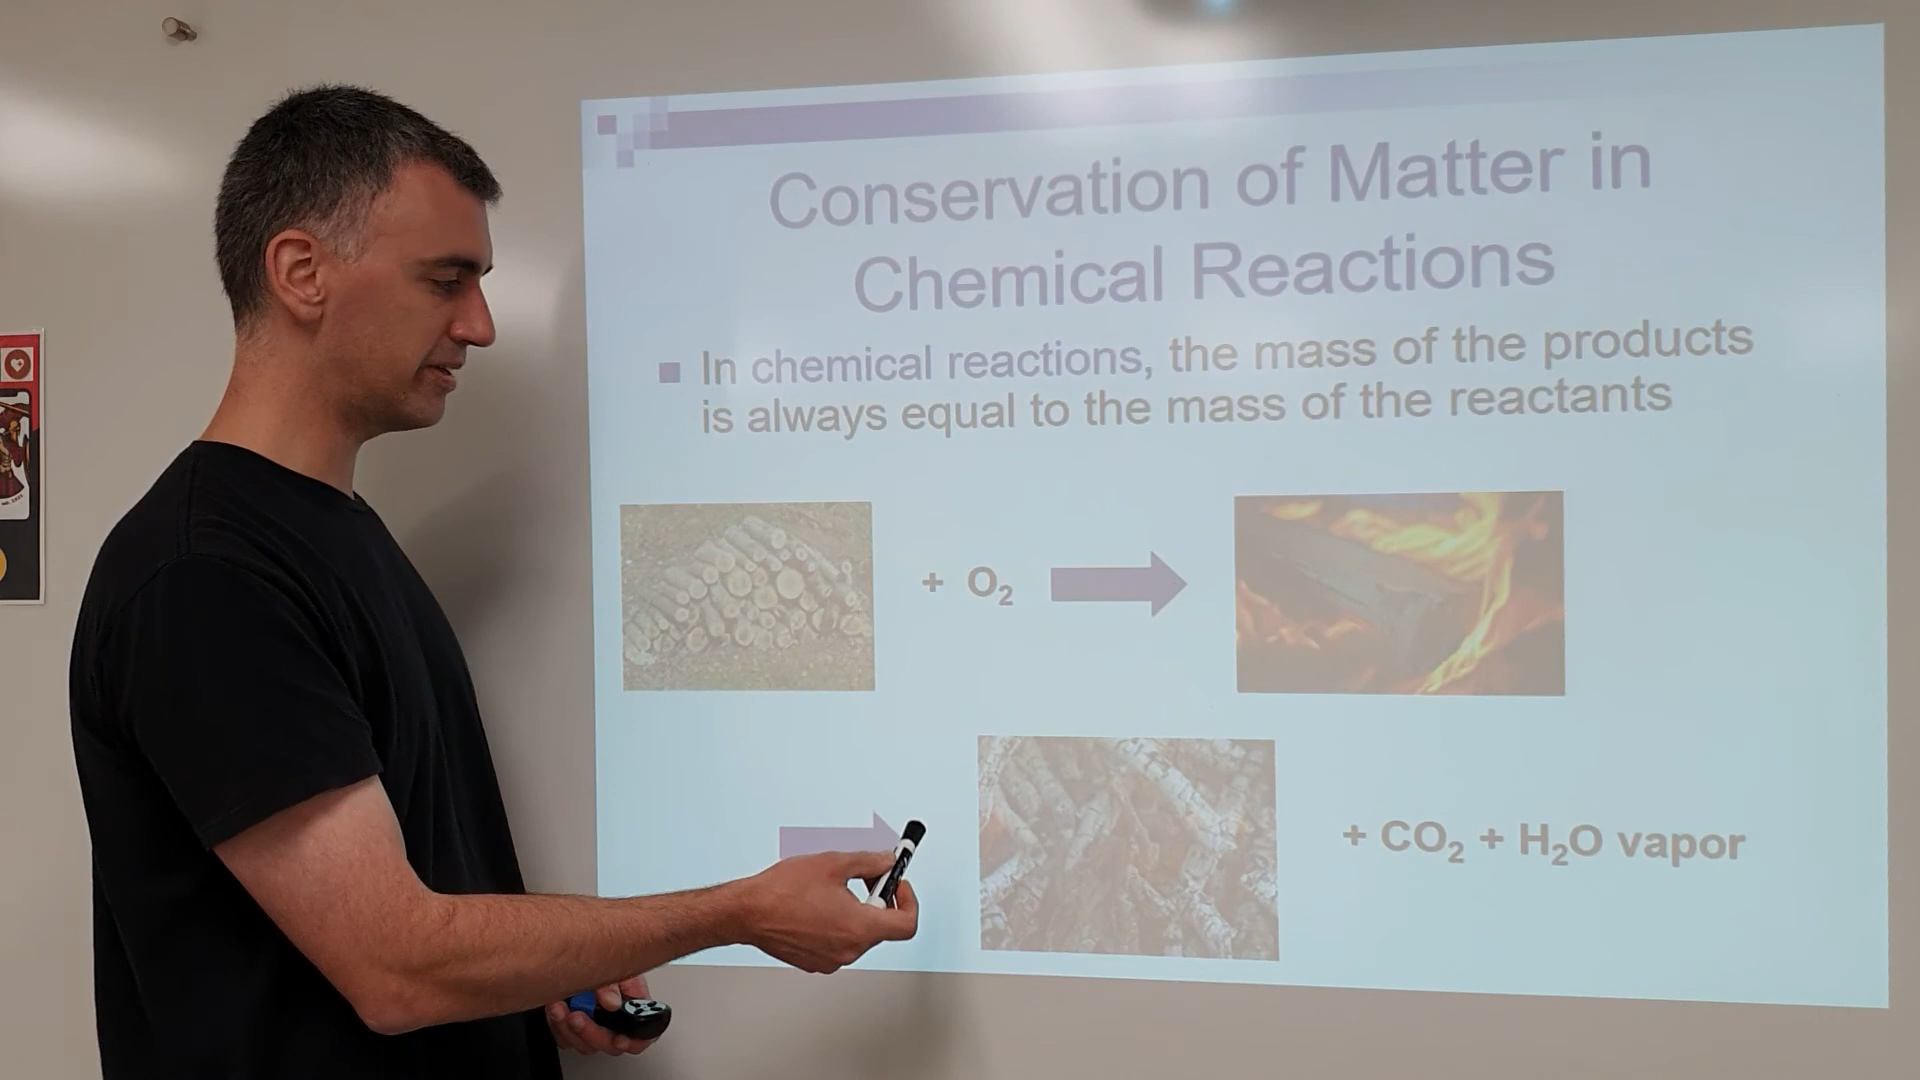 Conservation of Matter in
Chemical Reactions
In chemical reactions, the mass of the products
is always equal to the mass of the reactants
+ O₂
+ CO₂ + H₂O vapor